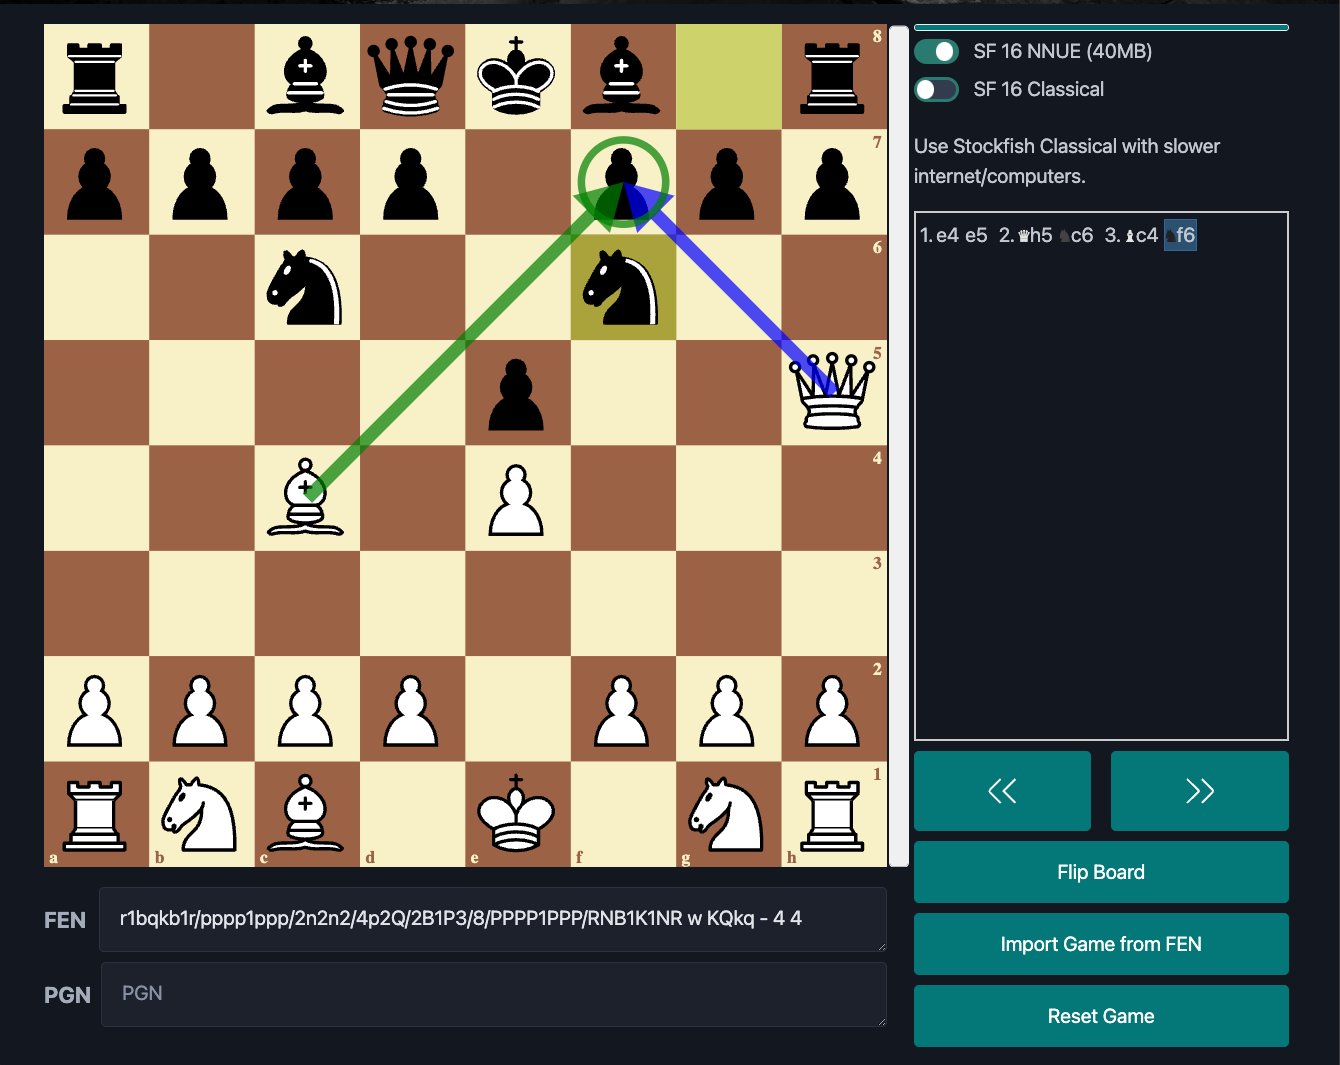 SF 16 NNUE (40MB)
SF 16 Classical
Use Stockfish Classical with slower
internet/computers.
1. e4 e5 2. ♛h5 ♞c6 3. ♝c4 ♞f6
8
7
6
5
4
3
2
1
a b c d e f g h
FEN r1bqkb1r/pppp1ppp/2n2n2/4p2Q/2B1P3/8/PPPP1PPP/RNB1K1NR w KQkq - 4 4
PGN PGN
<<
>>
Flip Board
Import Game from FEN
Reset Game